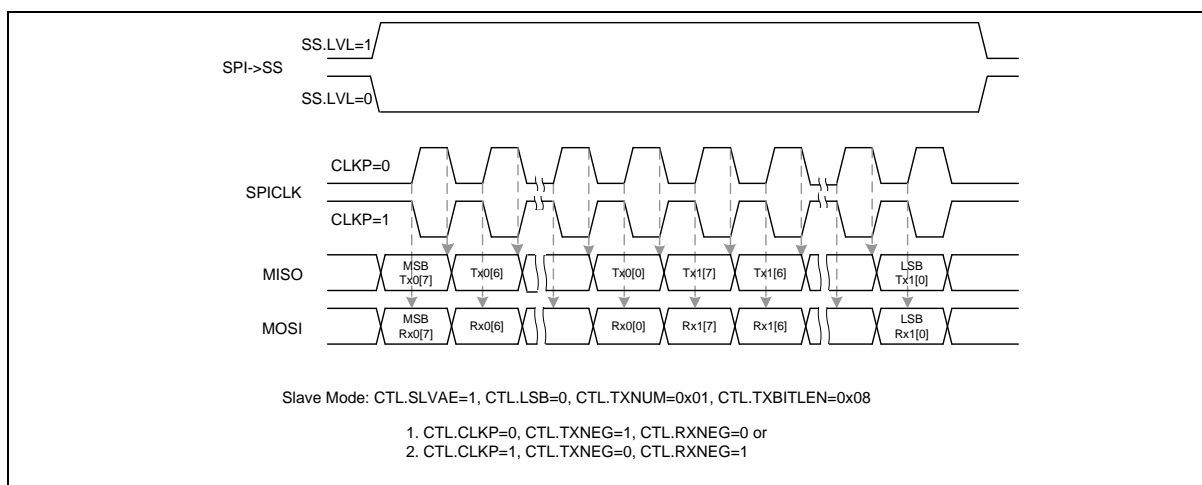 SS.LVL=1
SPI->SS
SS.LVL=0
CLKP=0
SPICLK
CLKP=1
MISO
MSB
Tx0[7]
Tx0[6]
Tx0[0]
Tx1[7]
Tx1[6]
LSB
Tx1[0]
MOSI
MSB
Rx0[7]
Rx0[6]
Rx0[0]
Rx1[7]
Rx1[6]
LSB
Rx1[0]
Slave Mode: CTL.SLVAE=1, CTL.LSB=0, CTL.TXNUM=0x01, CTL.TXBITLEN=0x08
1. CTL.CLKP=0, CTL.TXNEG=1, CTL.RXNEG=0 or
2. CTL.CLKP=1, CTL.TXNEG=0, CTL.RXNEG=1